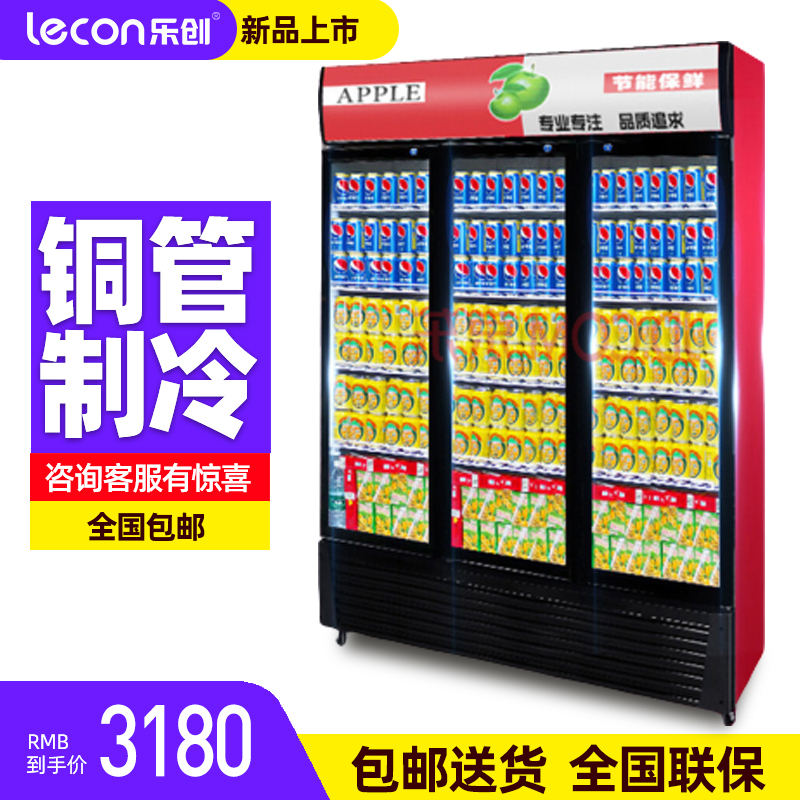 lecon乐创® 新品上市
APPLE
节能保鲜
专业专注 品质追求
铜管
制冷
咨询客服有惊喜
全国包邮
RMB
到手价 3180
包邮送货 全国联保